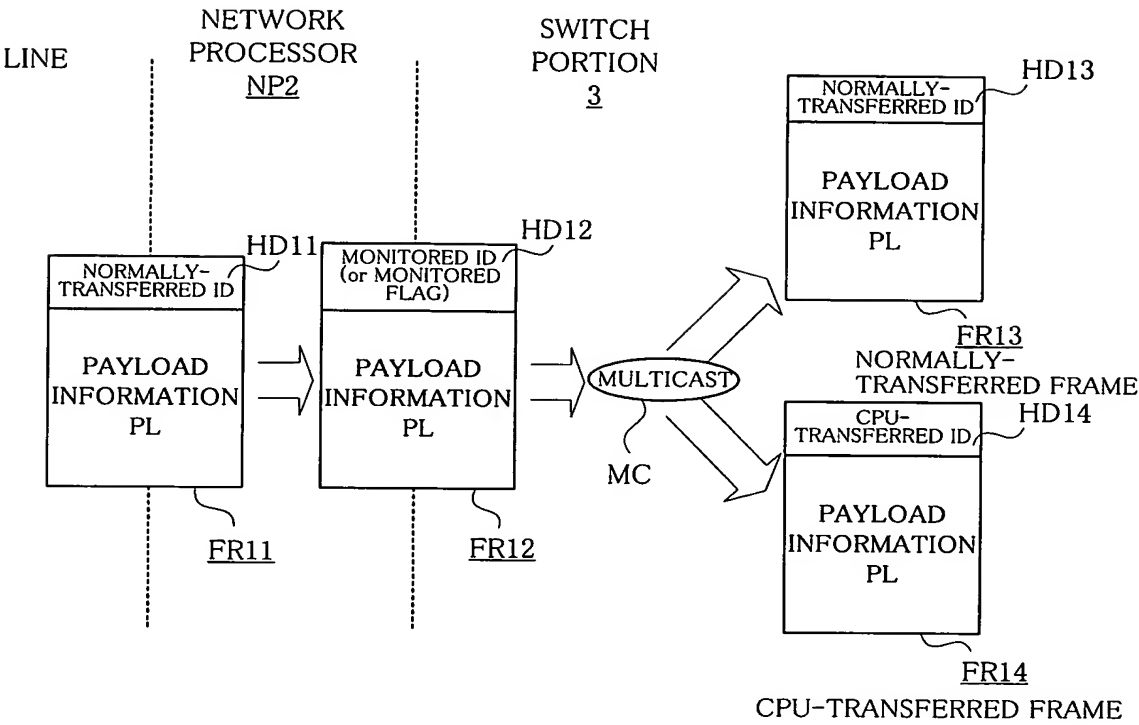 LINE
NETWORK
PROCESSOR
NP2
SWITCH
PORTION
3
NORMALLY-
TRANSFERRED ID
HD11
PAYLOAD
INFORMATION
PL
FR11
MONITORED ID
(or MONITORED
FLAG)
HD12
PAYLOAD
INFORMATION
PL
FR12
MULTICAST
MC
NORMALLY-
TRANSFERRED ID
HD13
PAYLOAD
INFORMATION
PL
FR13
NORMALLY-
TRANSFERRED FRAME
CPU-
TRANSFERRED ID
HD14
PAYLOAD
INFORMATION
PL
FR14
CPU-TRANSFERRED FRAME